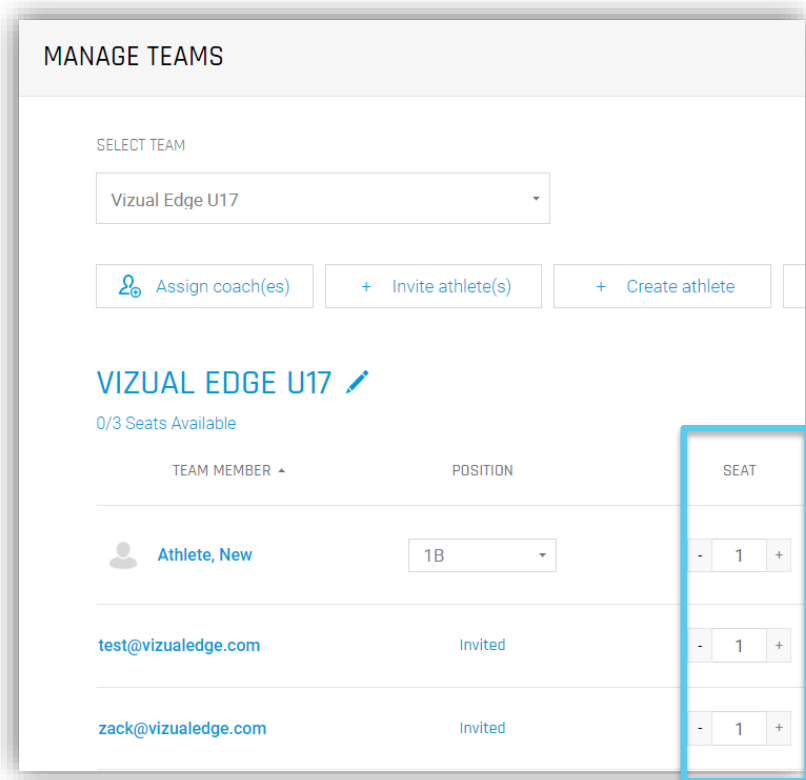 MANAGE TEAMS
SELECT TEAM
Vizual Edge U17
Assign coach(es) + Invite athlete(s) + Create athlete
VIZUAL EDGE U17
0/3 Seats Available
TEAM MEMBER POSITION SEAT
Athlete, New 1B - 1 +
test@vizualedge.com Invited - 1 +
zack@vizualedge.com Invited - 1 +